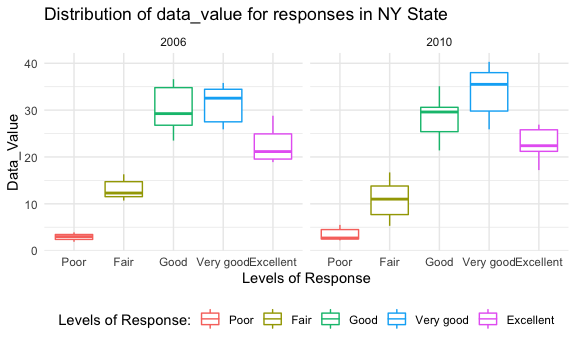 Distribution of data_value for responses in NY State
2006 2010
Data_Value
40
30
20
10
0
Poor Fair Good Very good Excellent Poor Fair Good Very good Excellent
Levels of Response
Levels of Response: Poor Fair Good Very good Excellent